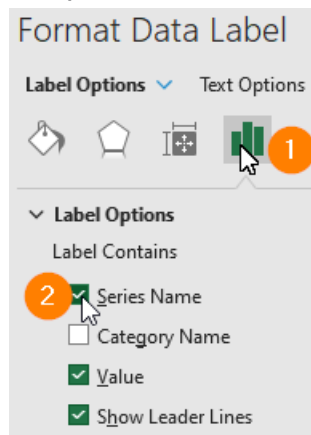 Format Data Label
Label Options Text Options
1
Label Options
Label Contains
2 Series Name
Category Name
Value
Show Leader Lines